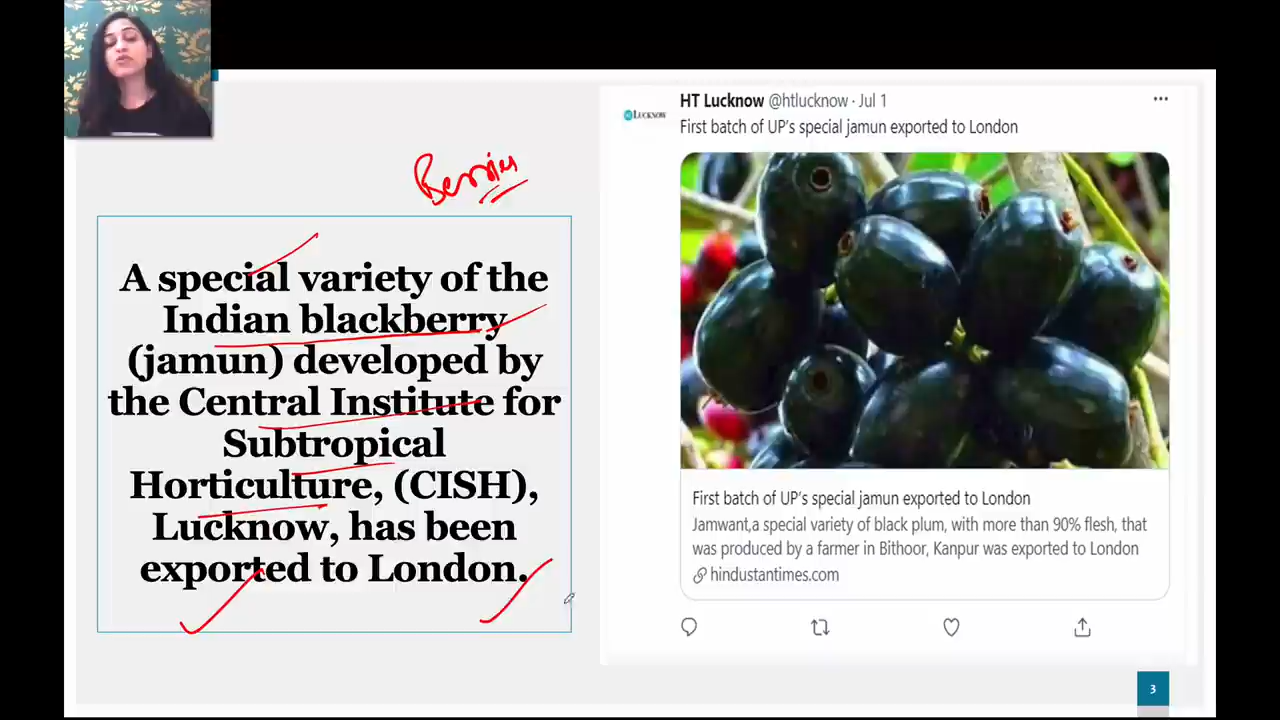 Berries
A special variety of the
Indian blackberry
(jamun) developed by
the Central Institute for
Subtropical
Horticulture, (CISH),
Lucknow, has been
exported to London.
HT Lucknow @htlucknow · Jul 1
LUCKNOW
First batch of UP's special jamun exported to London
First batch of UP's special jamun exported to London
Jamwant,a special variety of black plum, with more than 90% flesh, that
was produced by a farmer in Bithoor, Kanpur was exported to London
hindustantimes.com
3